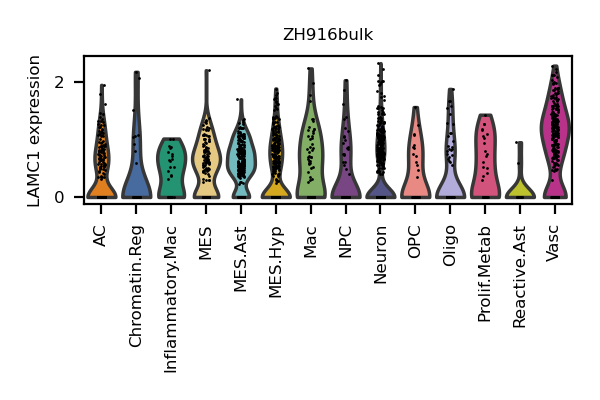 ZH916bulk
LAMC1 expression
2
0
AC
Chromatin.Reg
Inflammatory.Mac
MES
MES.Ast
MES.Hyp
Mac
NPC
Neuron
OPC
Oligo
Prolif.Metab
Reactive.Ast
Vasc